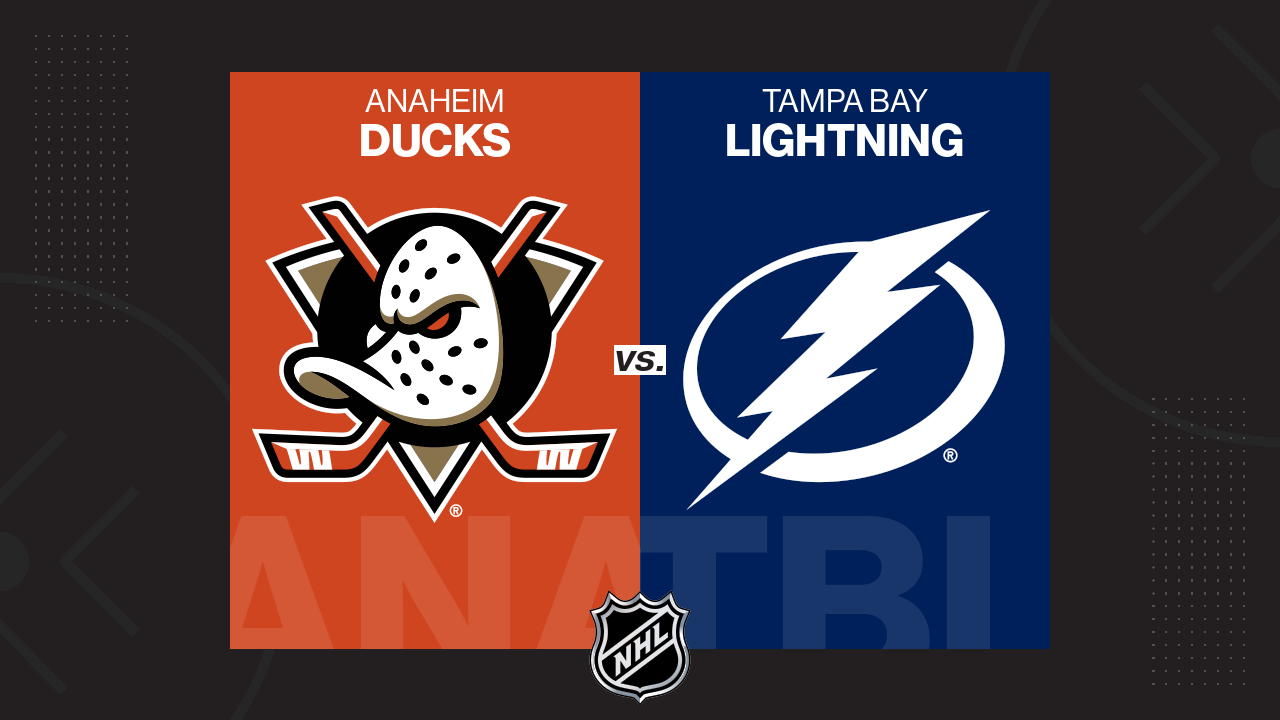 ANAHEIM
DUCKS
TAMPA BAY
LIGHTNING
vs.
®
®
ANA
TBL
NHL